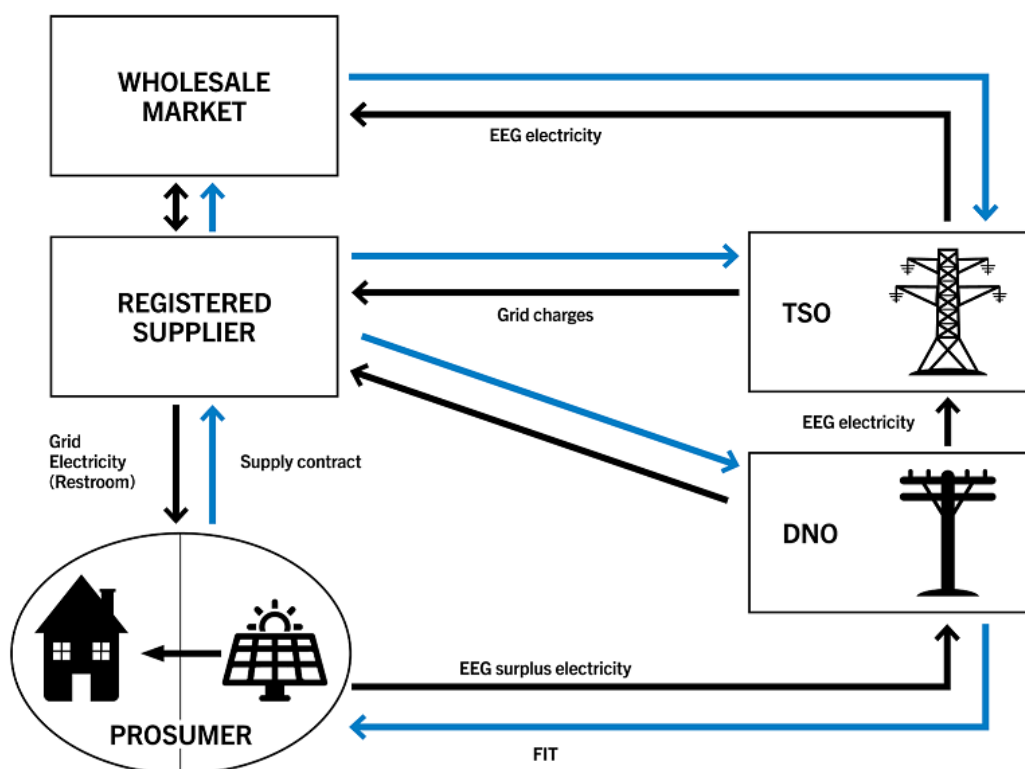 WHOLESALE
MARKET
EEG electricity
REGISTERED
SUPPLIER
Grid charges
TSO
EEG electricity
Grid
Electricity
(Restroom)
Supply contract
DNO
EEG surplus electricity
PROSUMER
FIT